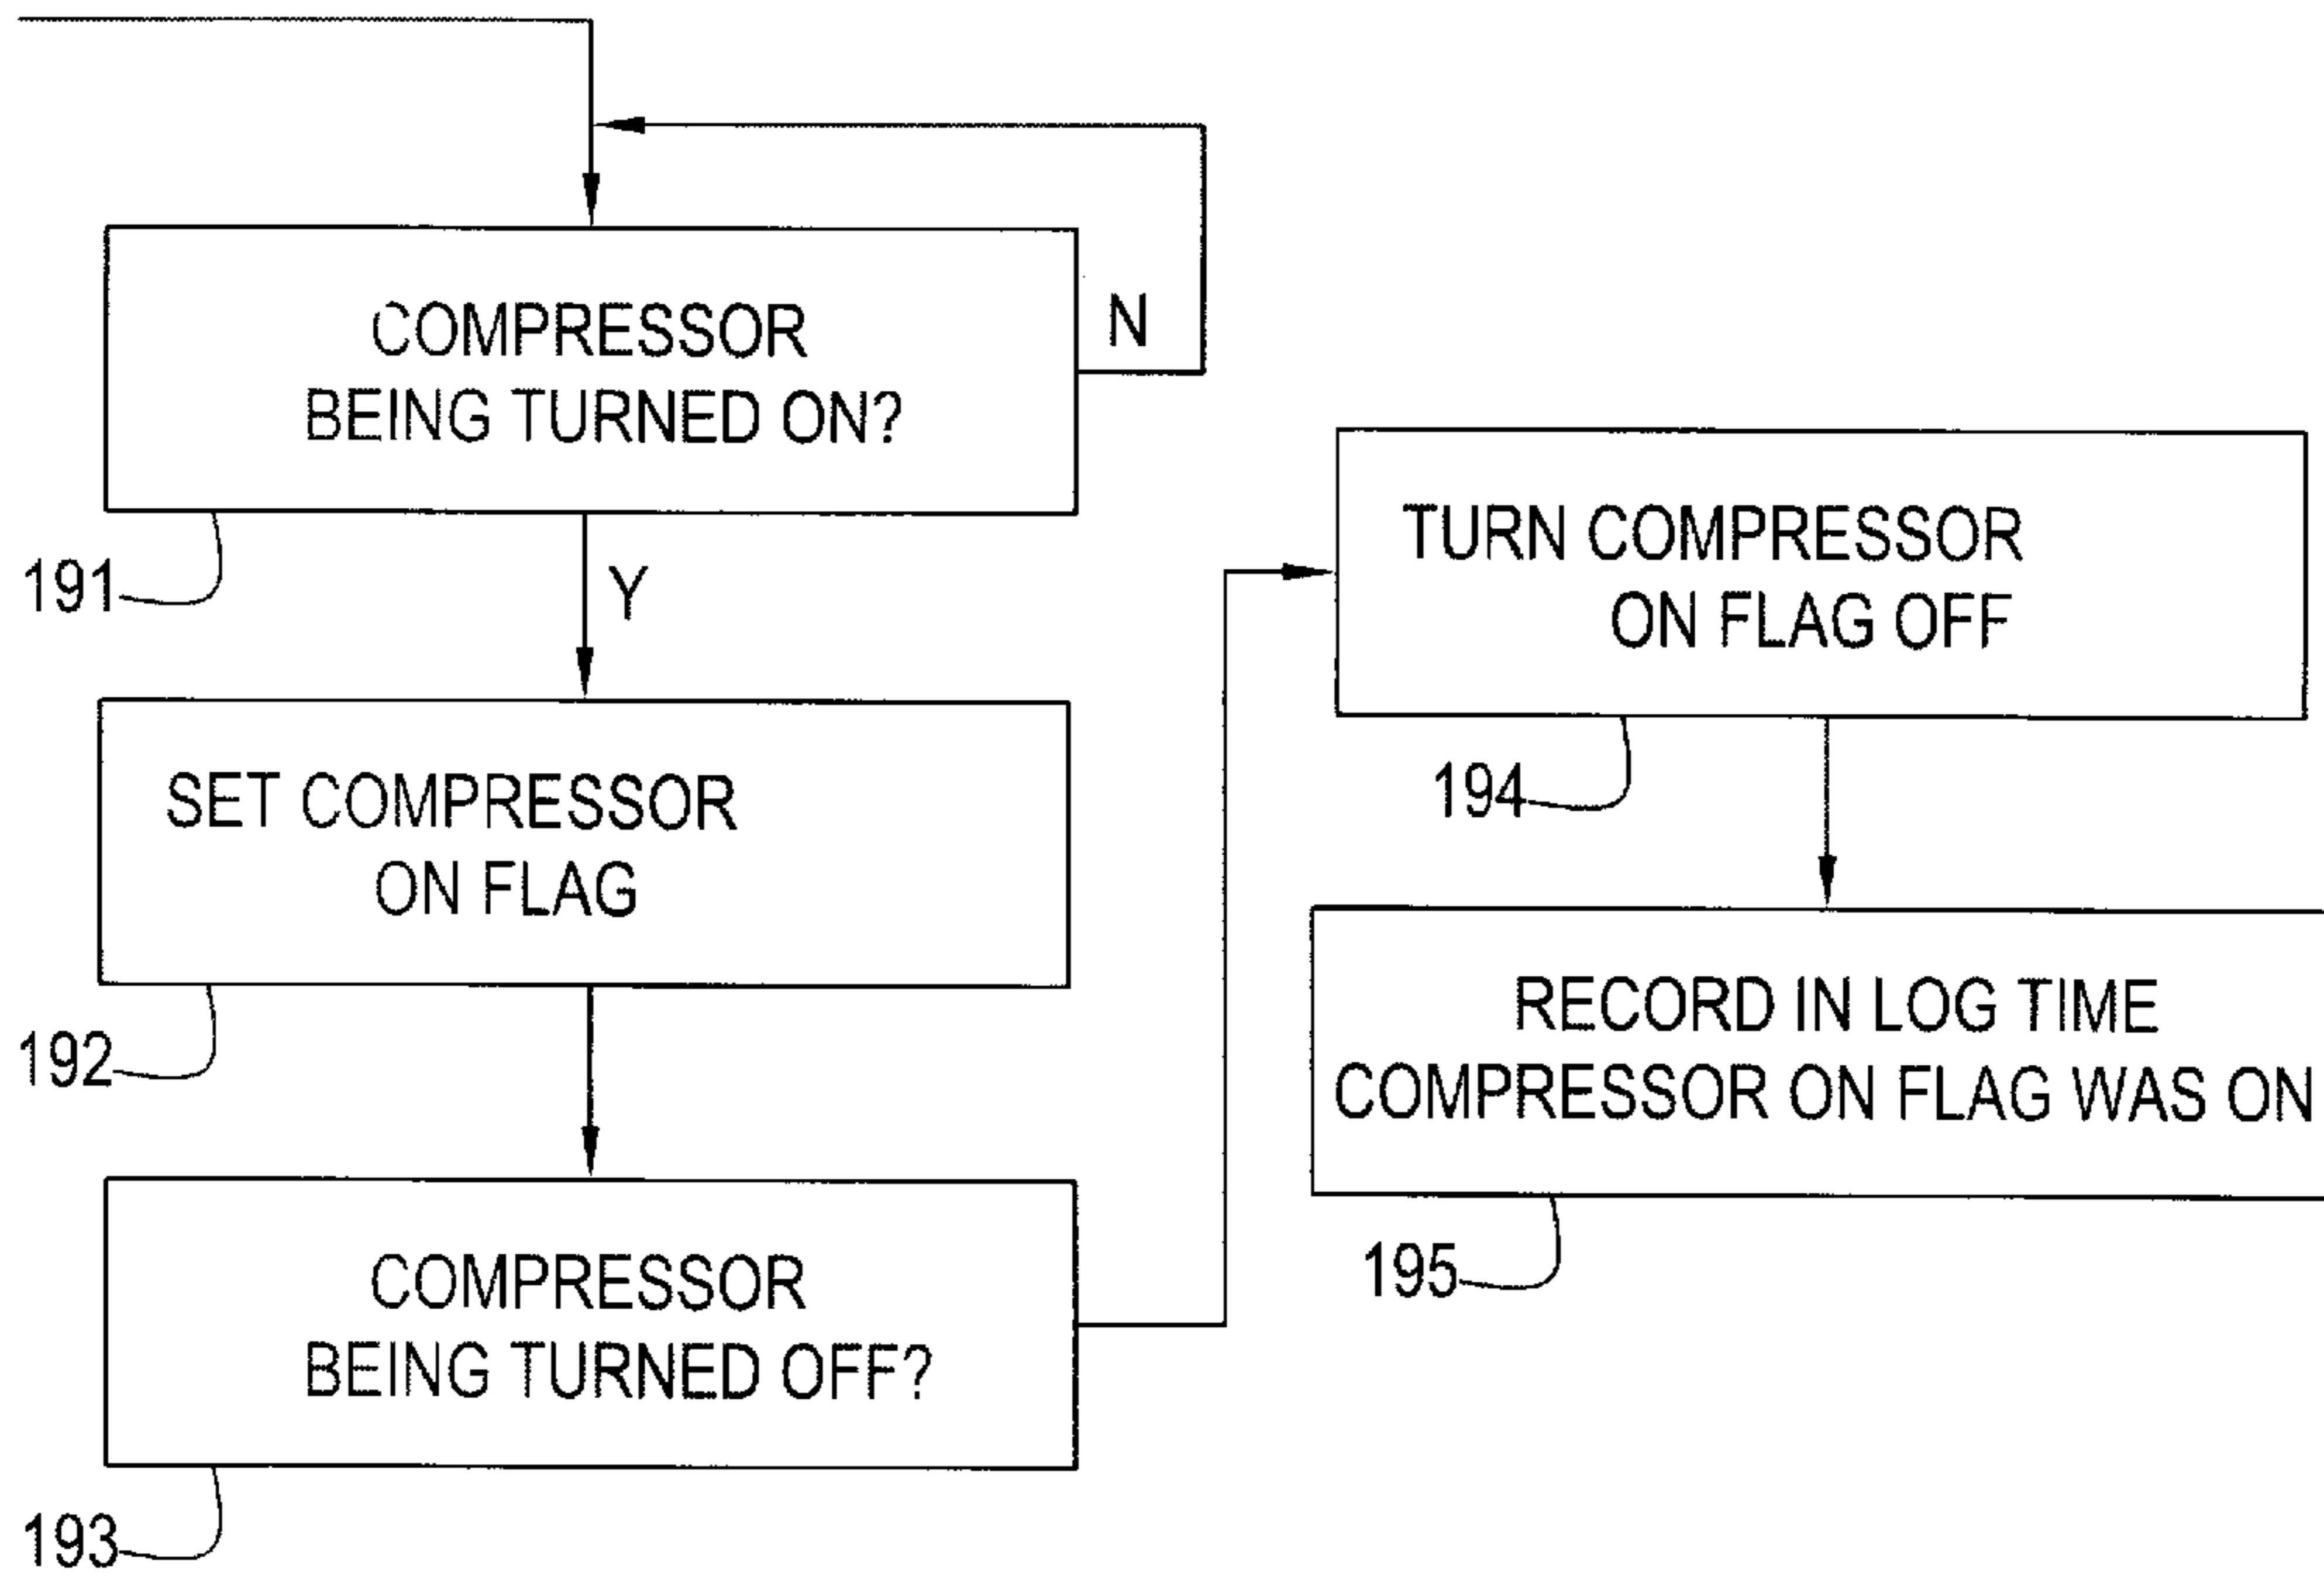 COMPRESSOR
BEING TURNED ON?
N
191
Y
SET COMPRESSOR
ON FLAG
192
COMPRESSOR
BEING TURNED OFF?
193
TURN COMPRESSOR
ON FLAG OFF
194
RECORD IN LOG TIME
COMPRESSOR ON FLAG WAS ON
195